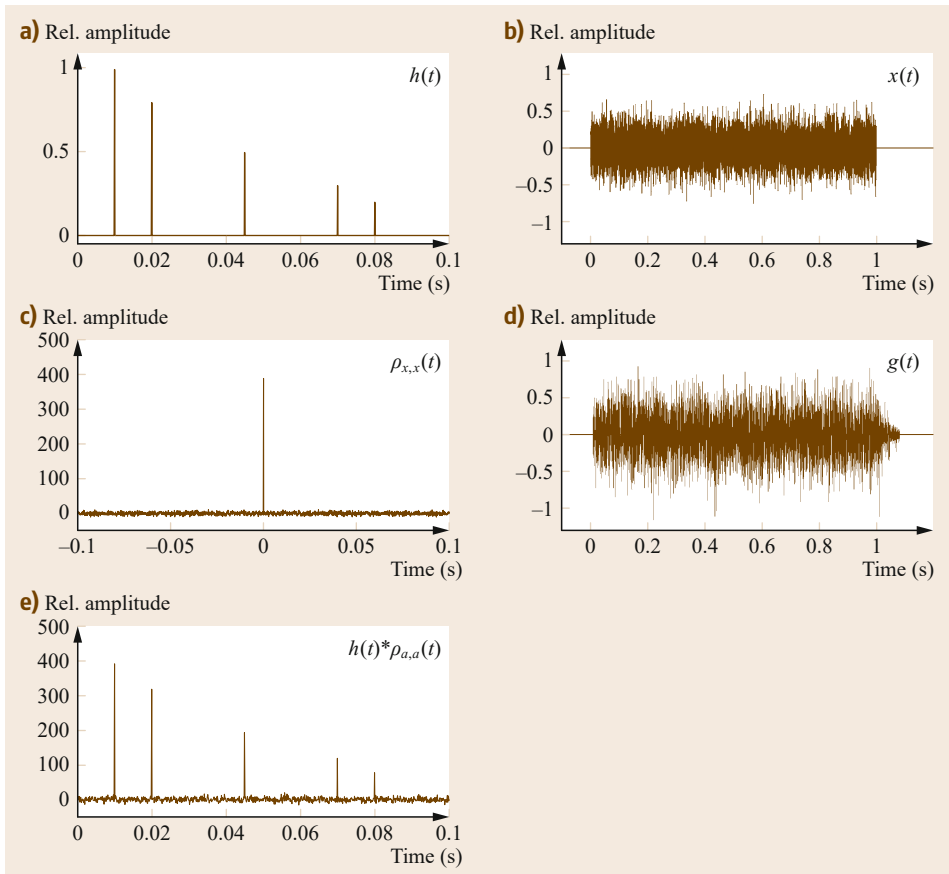 a) Rel. amplitude
h(t)
1
0.5
0
0 0.02 0.04 0.06 0.08 0.1
Time (s)
b) Rel. amplitude
x(t)
1
0.5
0
−0.5
−1
0 0.2 0.4 0.6 0.8 1
Time (s)
c) Rel. amplitude
ρx,x(t)
500
400
300
200
100
0
−0.1 −0.05 0 0.05 0.1
Time (s)
d) Rel. amplitude
g(t)
1
0.5
0
−0.5
−1
0 0.2 0.4 0.6 0.8 1
Time (s)
e) Rel. amplitude
h(t)*ρa,a(t)
500
400
300
200
100
0
0 0.02 0.04 0.06 0.08 0.1
Time (s)